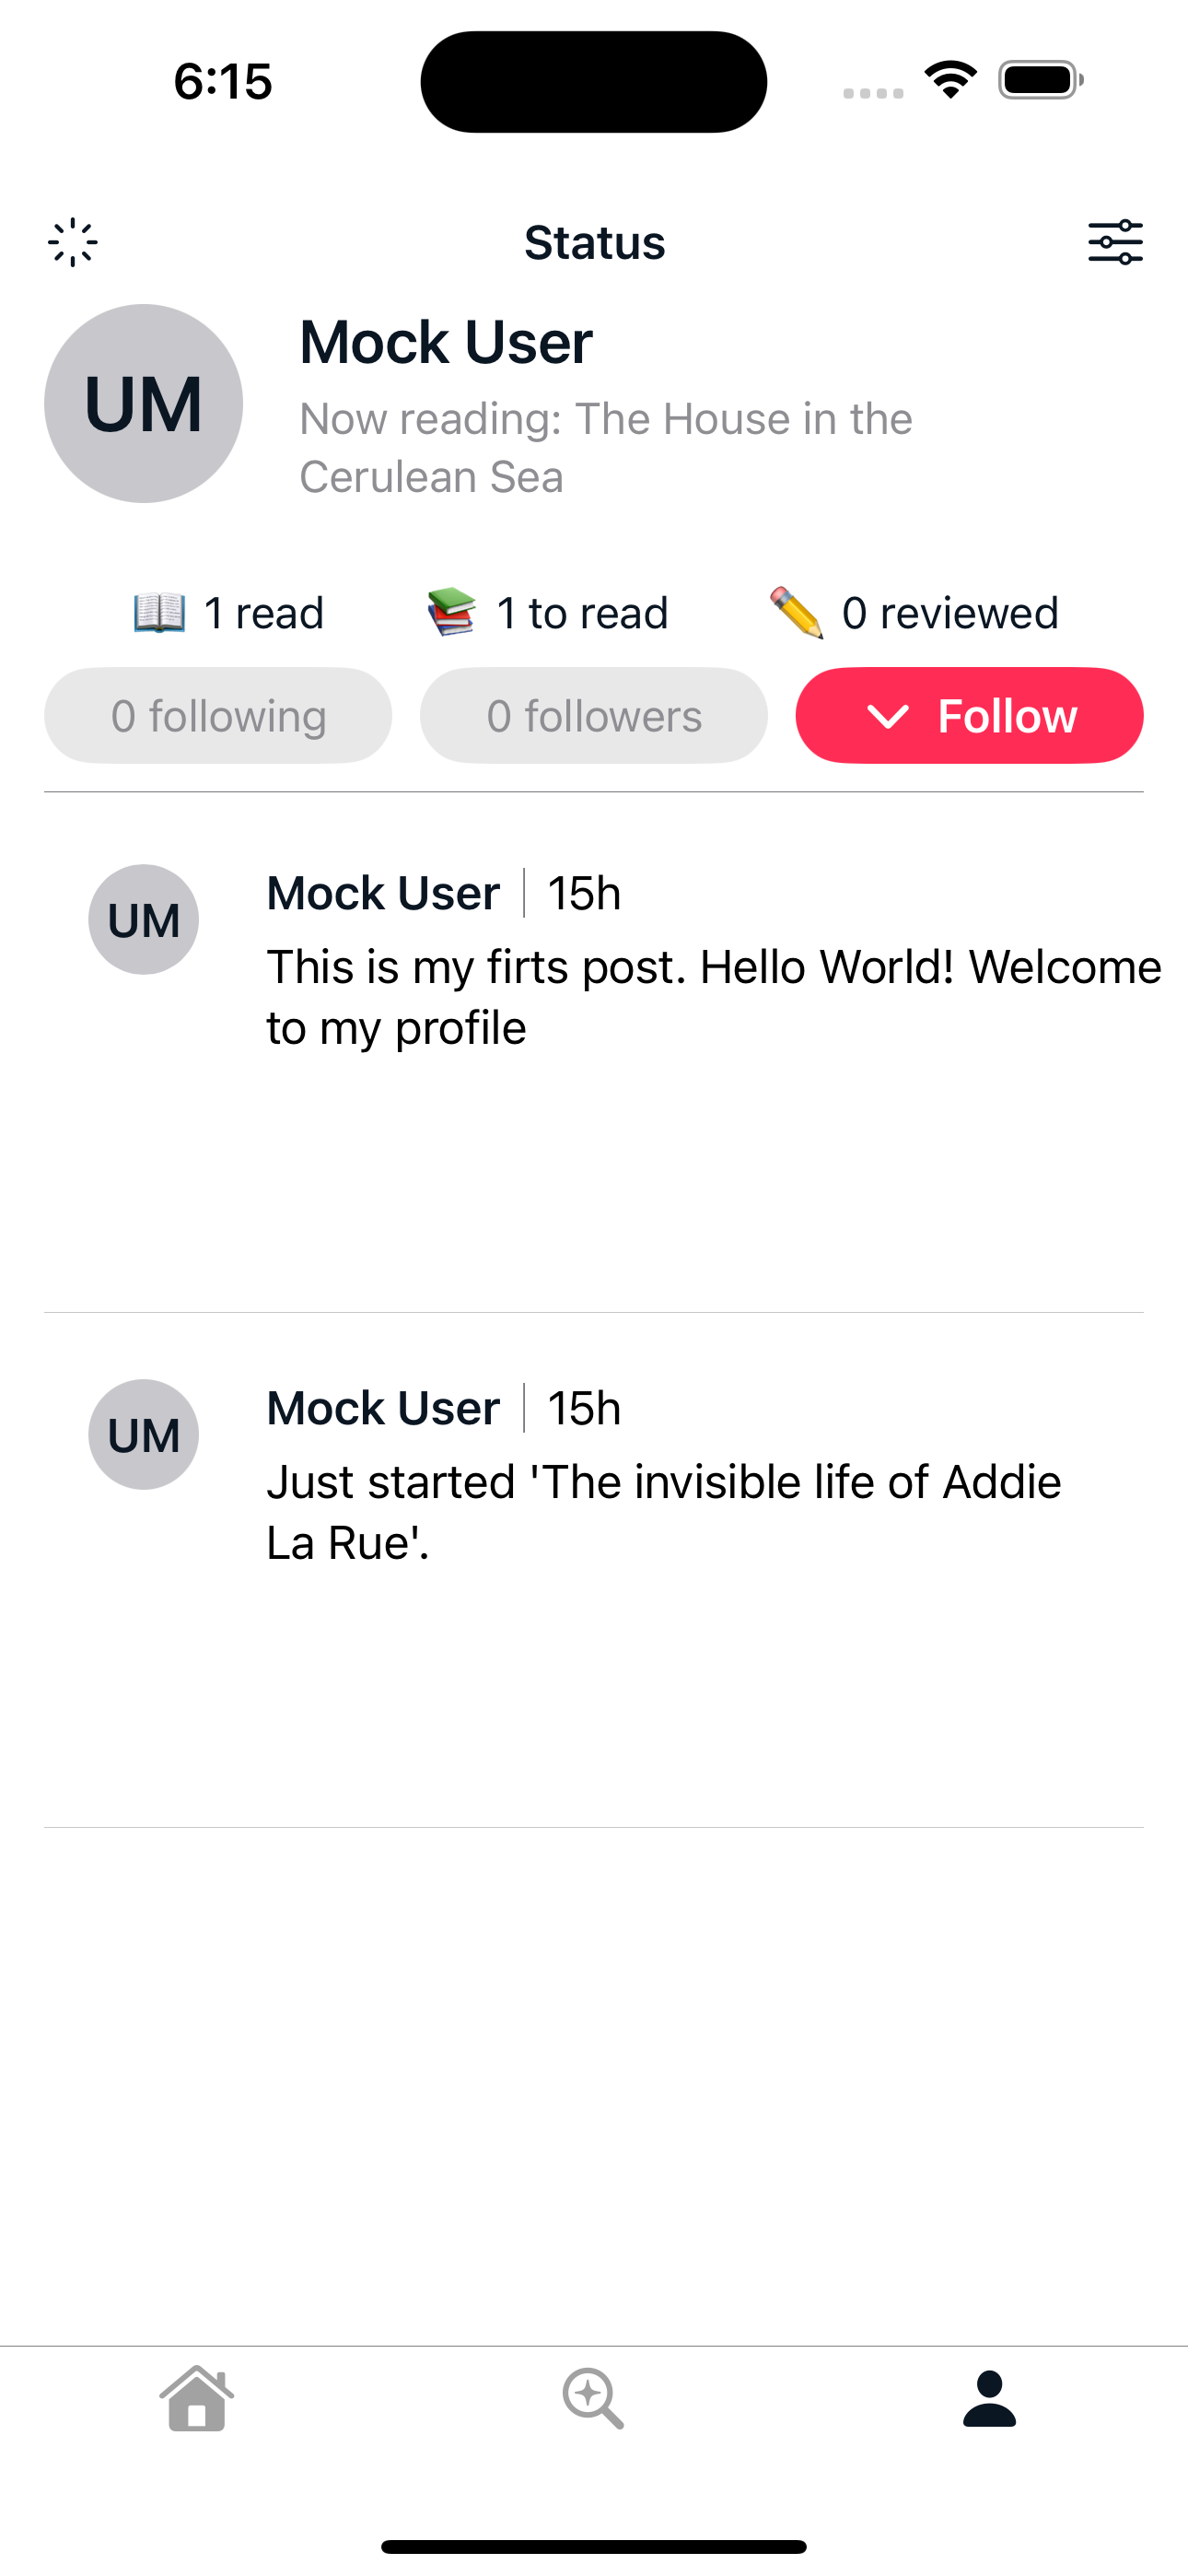 6:15
Status
UM
Mock User
Now reading: The House in the
Cerulean Sea
1 read
1 to read
0 reviewed
0 following
0 followers
Follow
UM
Mock User
15h
This is my firts post. Hello World! Welcome
to my profile
UM
Mock User
15h
Just started 'The invisible life of Addie
La Rue'.